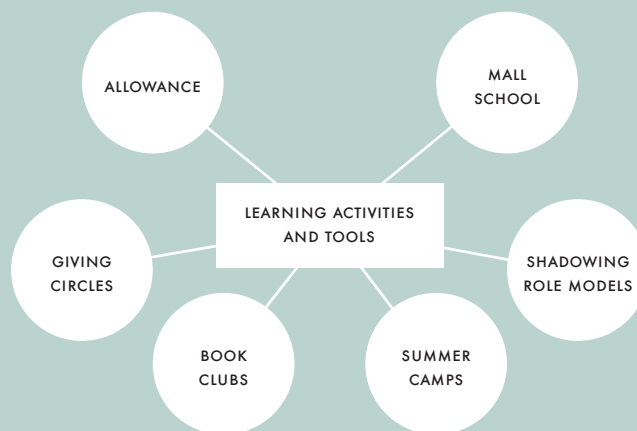 ALLOWANCE
MALL
SCHOOL
LEARNING ACTIVITIES
AND TOOLS
GIVING
CIRCLES
SHADOWING
ROLE MODELS
BOOK
CLUBS
SUMMER
CAMPS